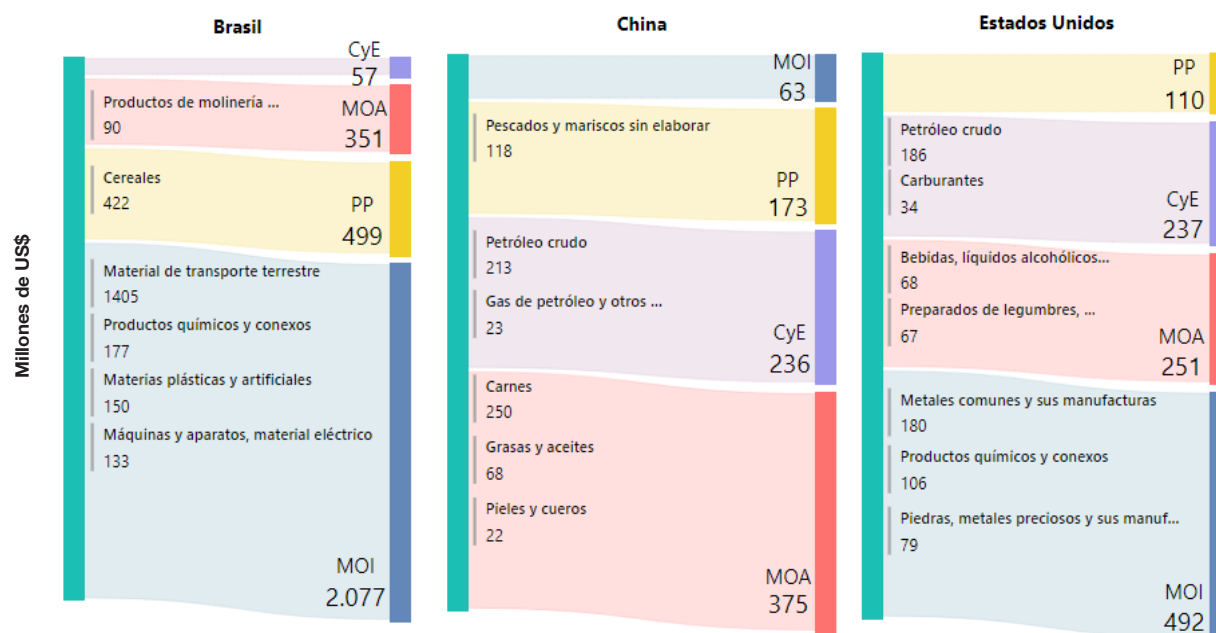 Millones de US$
Brasil
CyE
57
Productos de molinería ...
90
MOA
351
Cereales
422
PP
499
Material de transporte terrestre
1405
Productos químicos y conexos
177
Materias plásticas y artificiales
150
Máquinas y aparatos, material eléctrico
133
MOI
2.077
China
MOI
63
Pescados y mariscos sin elaborar
118
PP
173
Petróleo crudo
213
Gas de petróleo y otros ...
23
CyE
236
Carnes
250
Grasas y aceites
68
Pieles y cueros
22
MOA
375
Estados Unidos
PP
110
Petróleo crudo
186
Carburantes
34
CyE
237
Bebidas, líquidos alcohólicos...
68
Preparados de legumbres, ...
67
MOA
251
Metales comunes y sus manufacturas
180
Productos químicos y conexos
106
Piedras, metales preciosos y sus manuf...
79
MOI
492